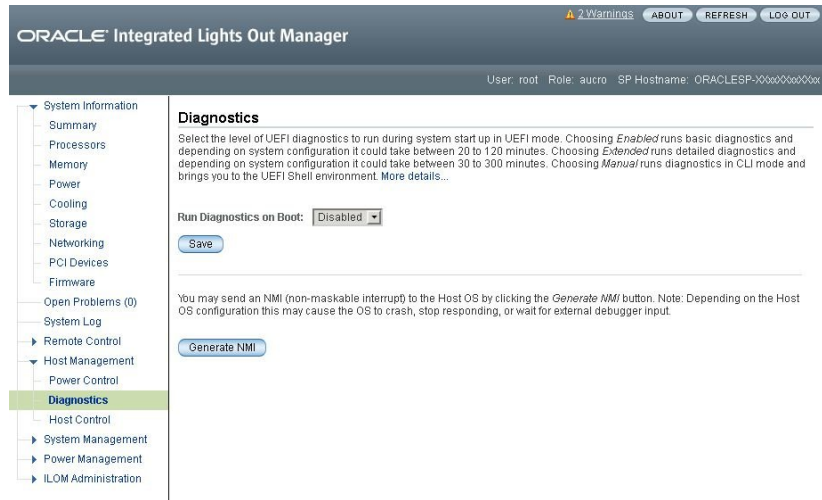 2 Warnings ABOUT REFRESH LOG OUT
ORACLE Integrated Lights Out Manager
User: root Role: aucro SP Hostname:
System Information
Summary
Processors
Memory
Power
Cooling
Storage
Networking
PCI Devices
Firmware
Open Problems (0)
System Log
Remote Control
Host Management
Power Control
Diagnostics
Host Control
System Management
Power Management
ILOM Administration
Diagnostics
Select the level of UEFI diagnostics to run during system start up in UEFI mode. Choosing Enabled runs basic diagnostics and
depending on system configuration it could take between 20 to 120 minutes. Choosing Extended runs detailed diagnostics and
depending on system configuration it could take between 30 to 300 minutes. Choosing Manual runs diagnostics in CLI mode and
brings you to the UEFI Shell environment. More details...
Run Diagnostics on Boot: Disabled
Save
You may send an NMI (non-maskable interrupt) to the Host OS by clicking the Generate NMI button. Note: Depending on the Host
OS configuration this may cause the OS to crash, stop responding, or wait for external debugger input.
Generate NMI